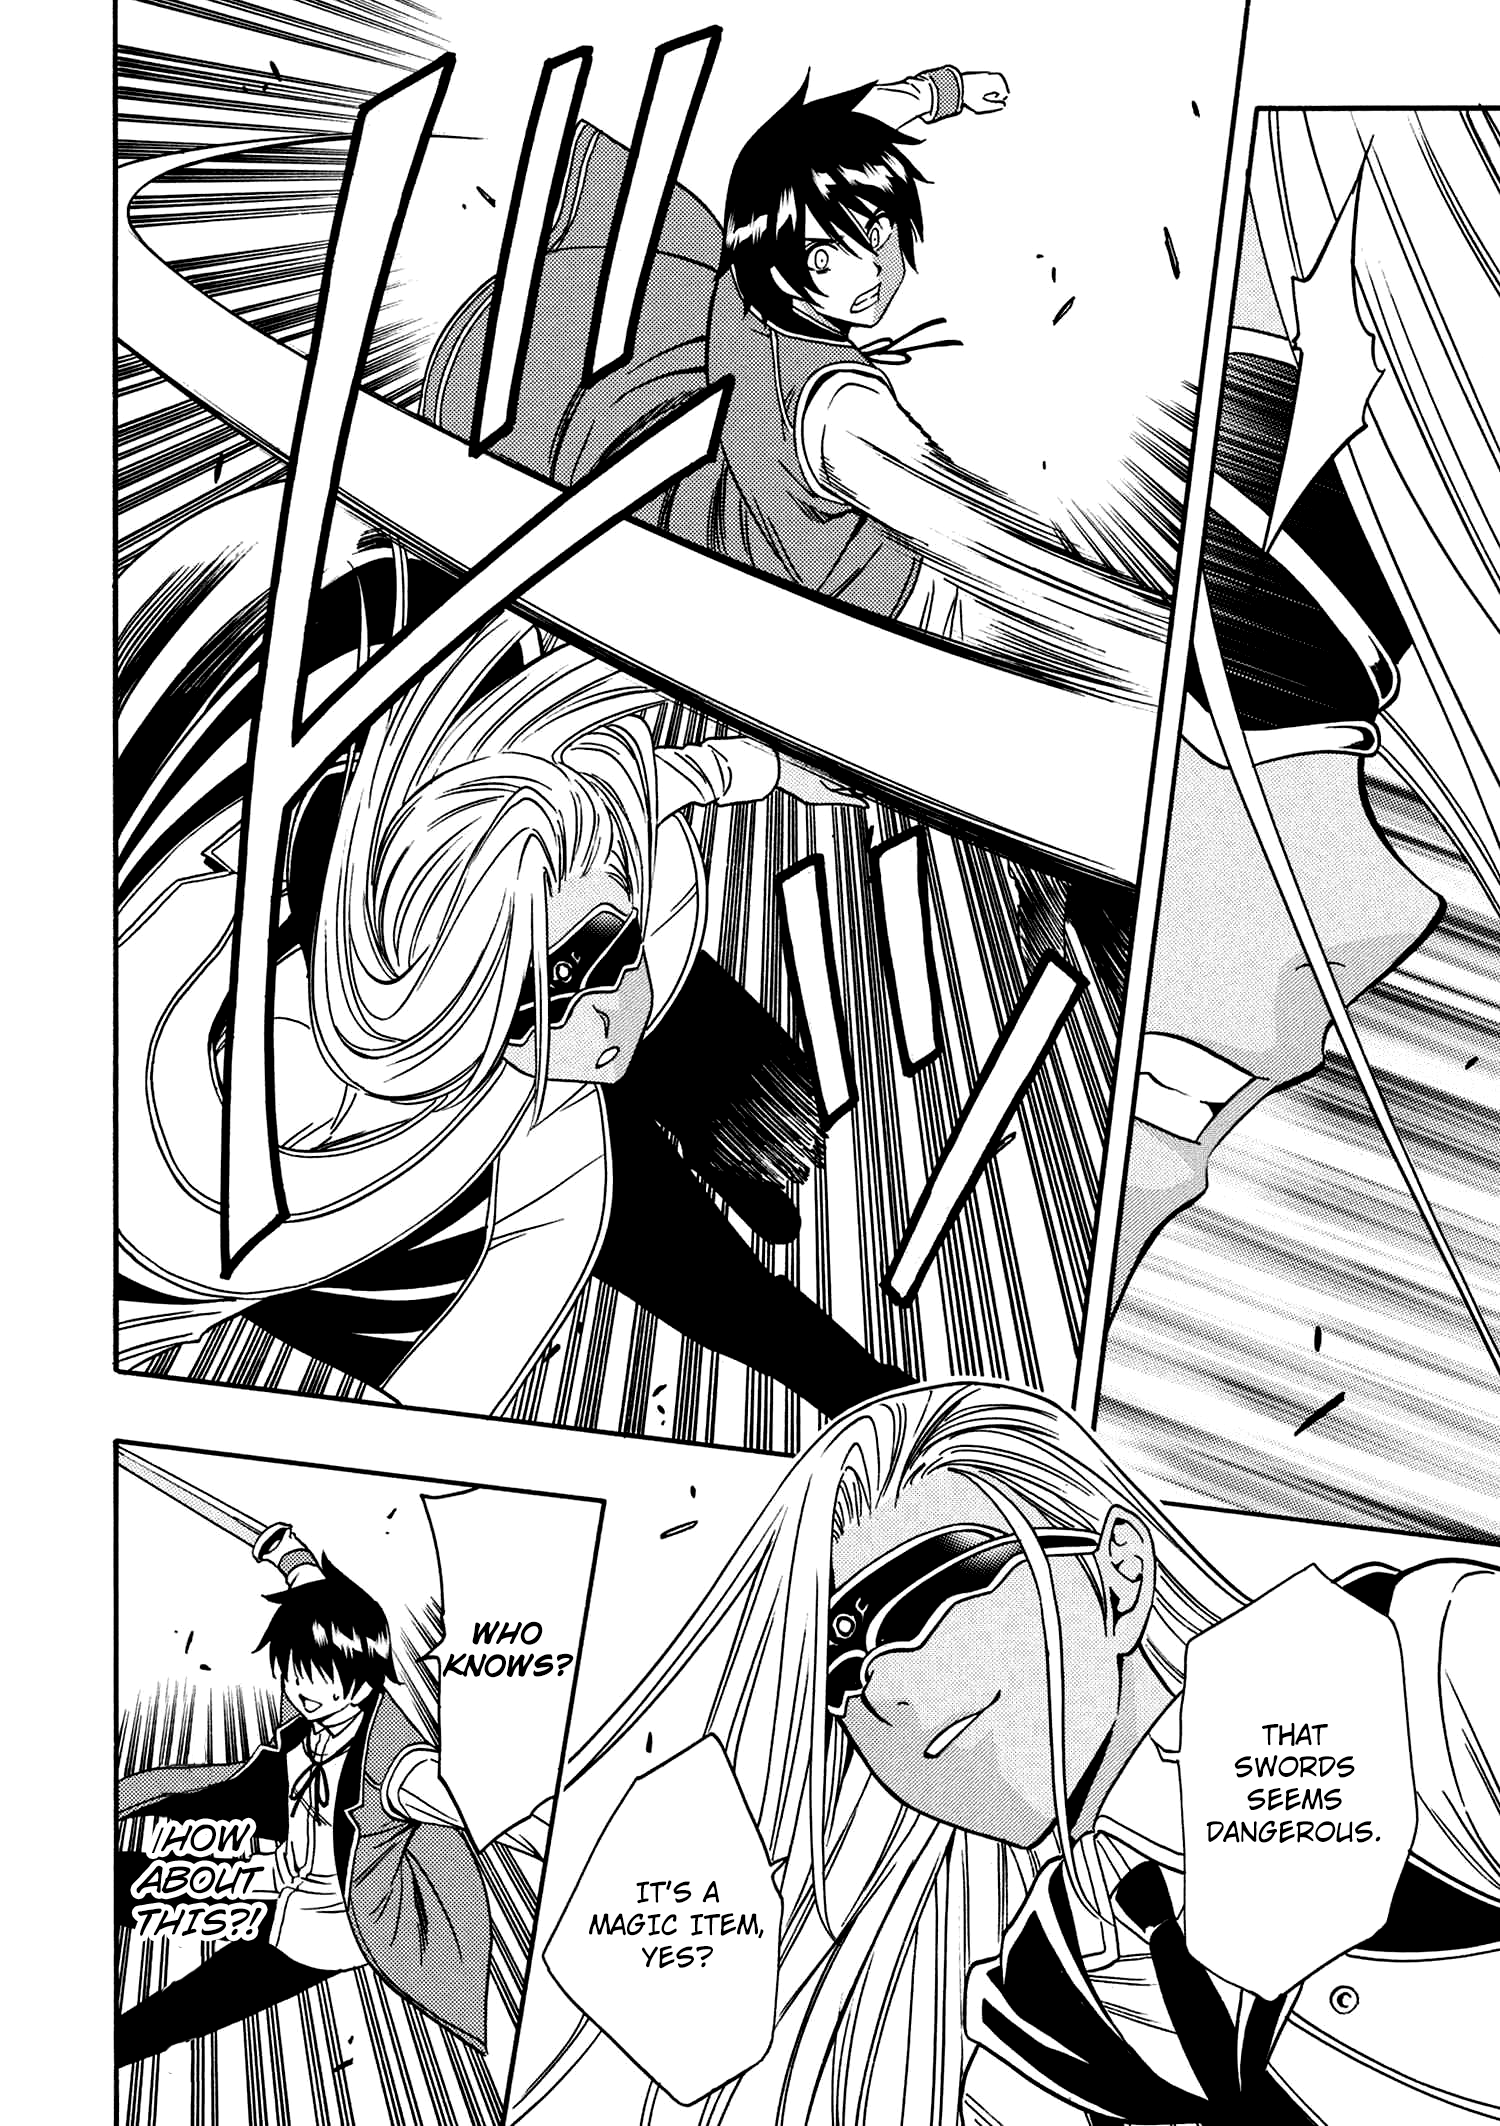 THAT
SWORDS
SEEMS
DANGEROUS.
IT'S A
MAGIC ITEM,
YES?
WHO
KNOWS?
HOW
ABOUT
THIS?!
©